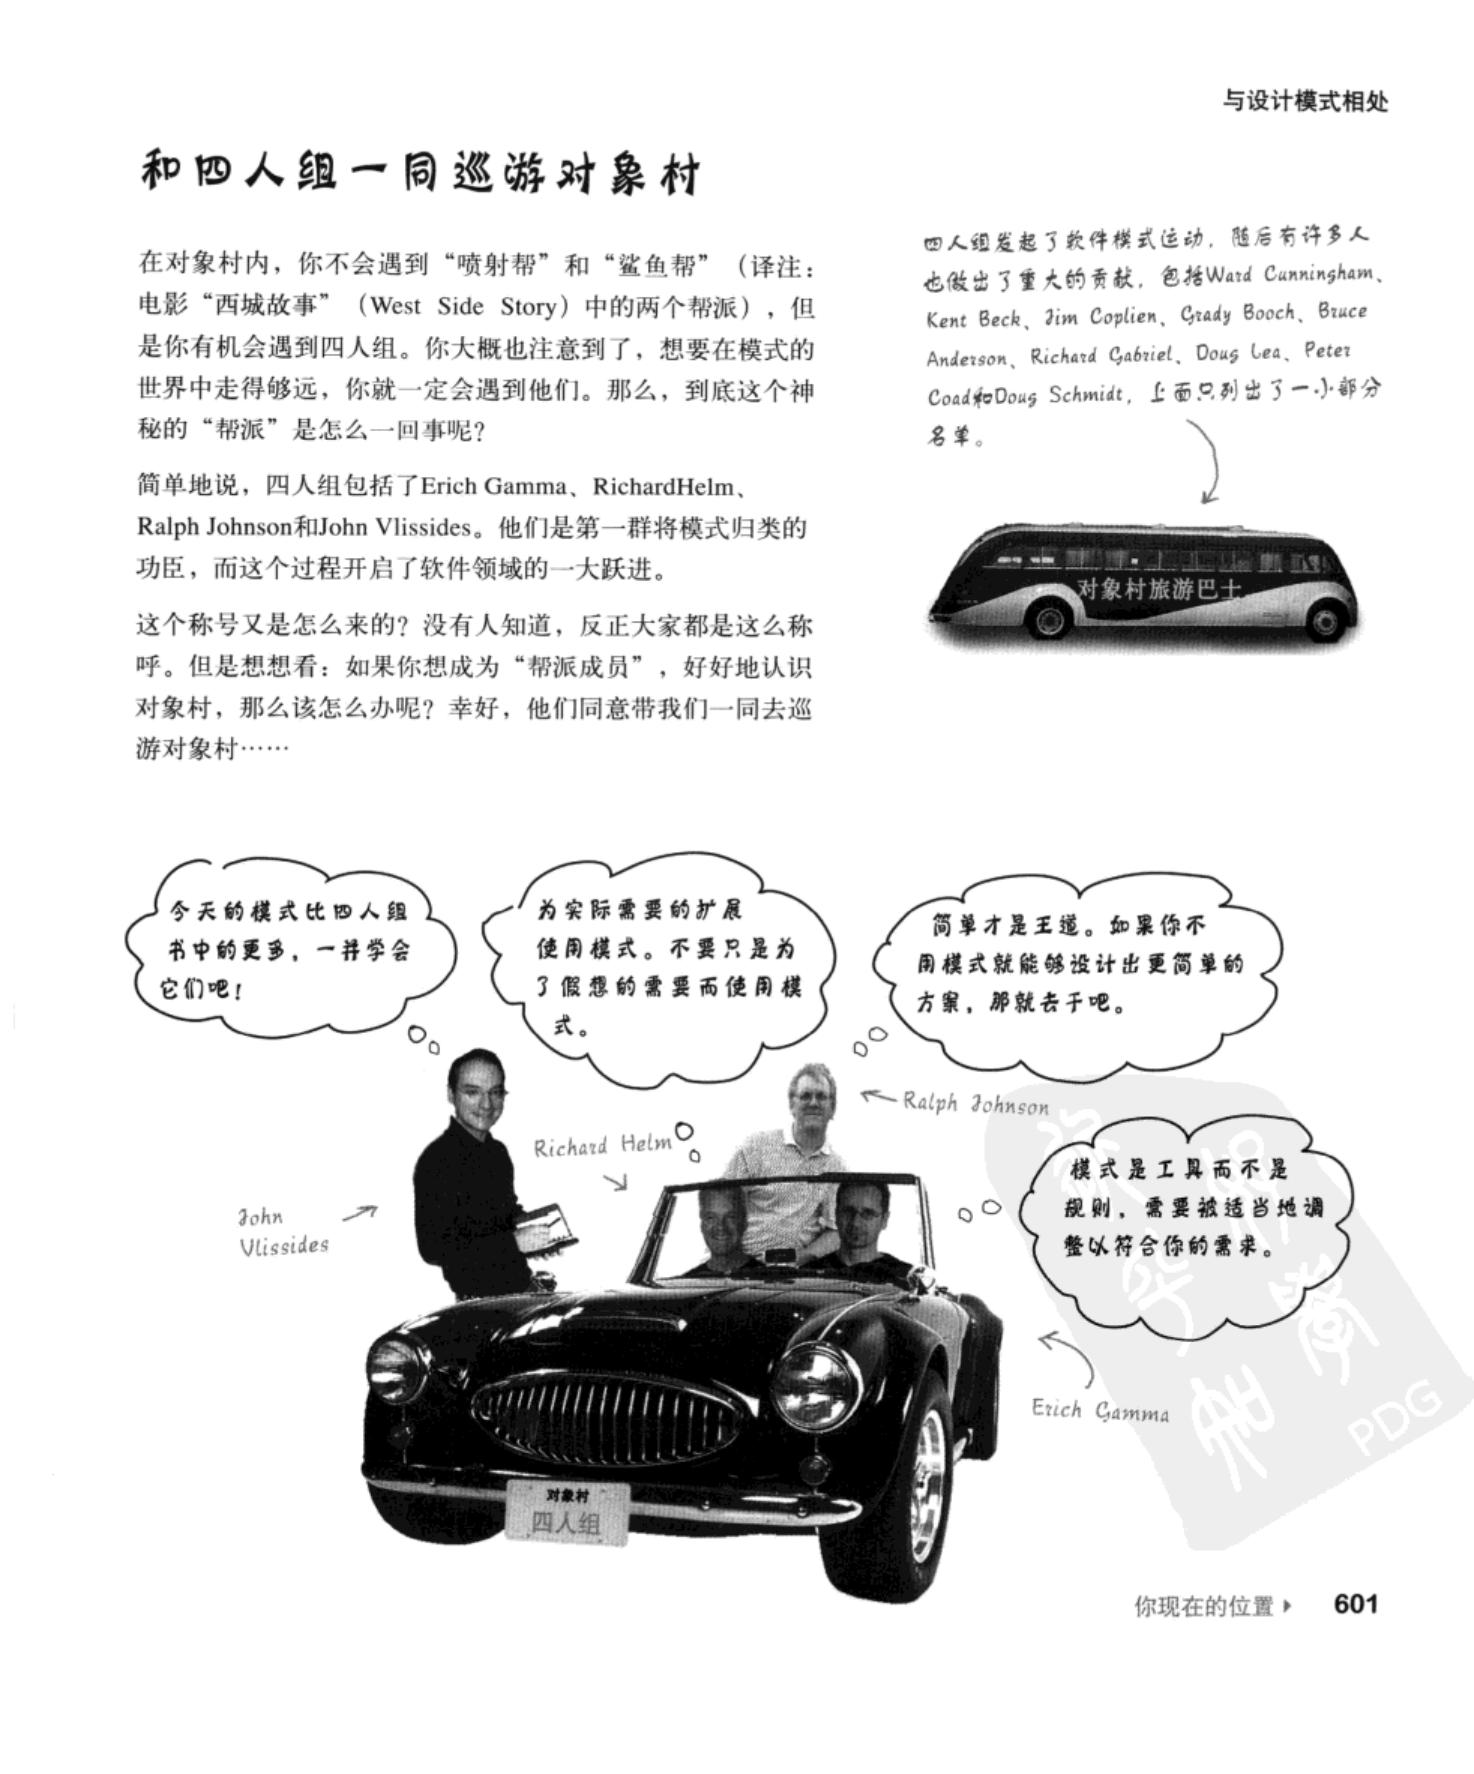 与设计模式相处
和四人组一同巡游对象村
在对象村内，你不会遇到“喷射帮”和“鲨鱼帮”（译注：
电影“西城故事”（West Side Story）中的两个帮派），但
是你有机会遇到四人组。你大概也注意到了，想要在模式的
世界中走得够远，你就一定会遇到他们。那么，到底这个神
秘的“帮派”是怎么一回事呢？
简单地说，四人组包括了Erich Gamma、RichardHelm、
Ralph Johnson和John Vlissides。他们是第一群将模式归类的
功臣，而这个过程开启了软件领域的一大跃进。
这个称号又是怎么来的？没有人知道，反正大家都是这么称
呼。但是想想看：如果你想成为“帮派成员”，好好地认识
对象村，那么该怎么办呢？幸好，他们同意带我们一同去巡
游对象村……
四人组发起了软件模式运动，随后有许多人
也做出了重大的贡献，包括Ward Cunningham、
Kent Beck、Jim Coplien、Grady Booch、Bruce
Anderson、Richard Gabriel、Doug Lea、Peter
Coad和Doug Schmidt，上面只列出了一小部分
名单。
对象村旅游巴士
今天的模式比四人组
书中的更多，一并学会
它们吧！
为实际需要的扩展
使用模式。不要只是为
了假想的需要而使用模
式。
简单才是王道。如果你不
用模式就能够设计出更简单的
方案，那就去干吧。
Ralph Johnson
Richard Helm
模式是工具而不是
规则，需要被适当地调
整以符合你的需求。
John
Vlissides
Erich Gamma
对象村
四人组
PDG
你现在的位置 ▸ 601